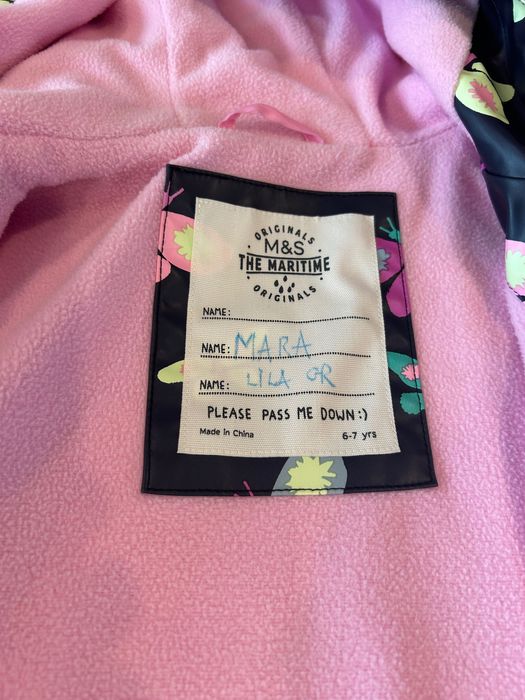 ORIGINALS
M&S
THE MARITIME
ORIGINALS
NAME:
NAME: MARA
NAME: LILA GR
PLEASE PASS ME DOWN:)
Made in China 6-7 yrs